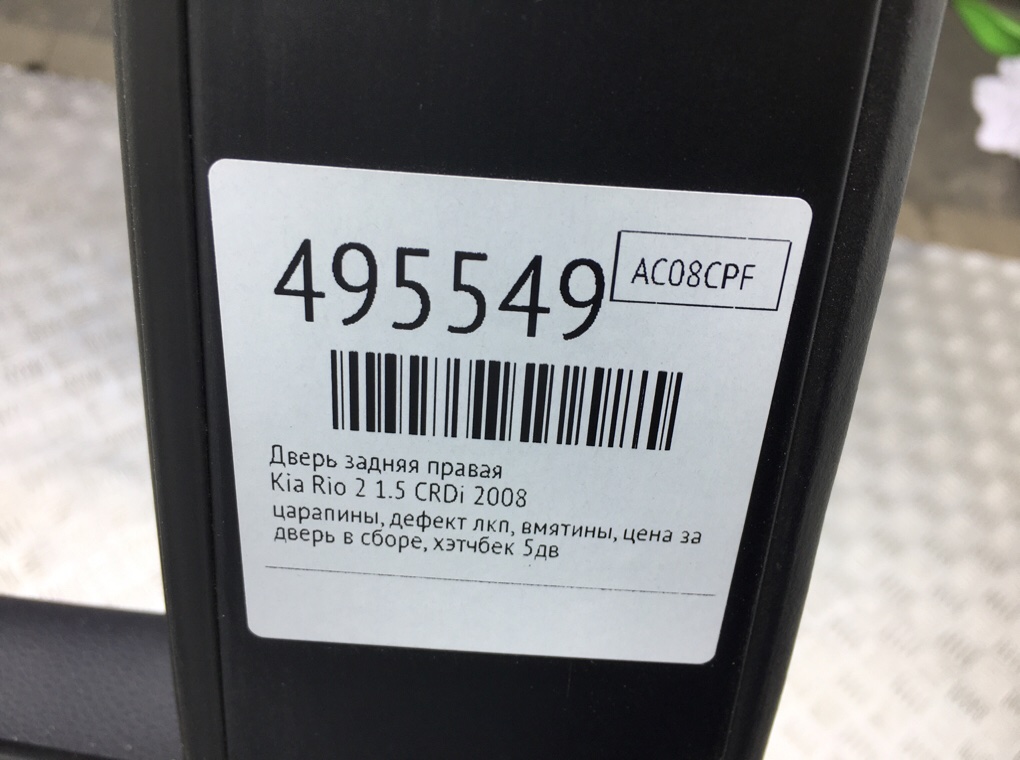 495549
AC08CPF
Дверь задняя правая
Kia Rio 2 1.5 CRDi 2008
царапины, дефект лкп, вмятины, цена за
дверь в сборе, хэтчбек 5дв